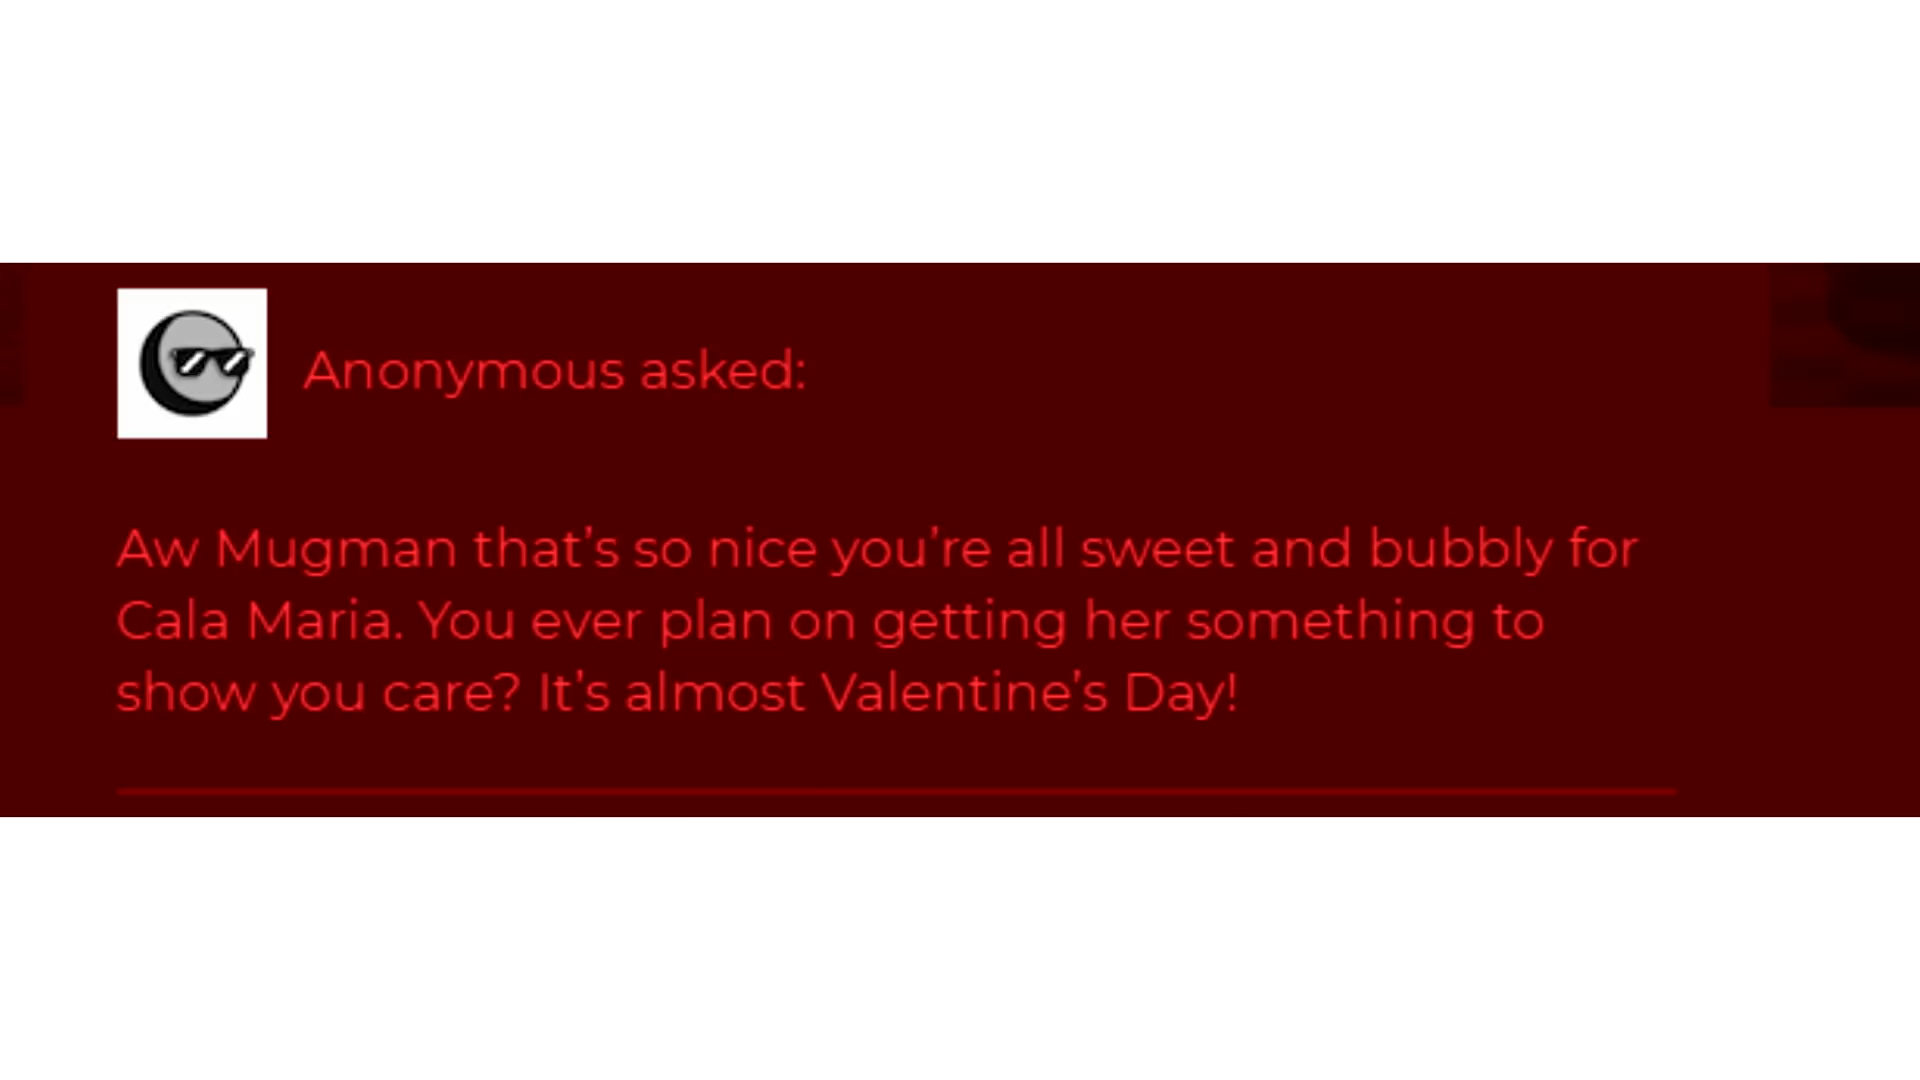 Anonymous asked:
Aw Mugman that’s so nice you’re all sweet and bubbly for
Cala Maria. You ever plan on getting her something to
show you care? It’s almost Valentine’s Day!